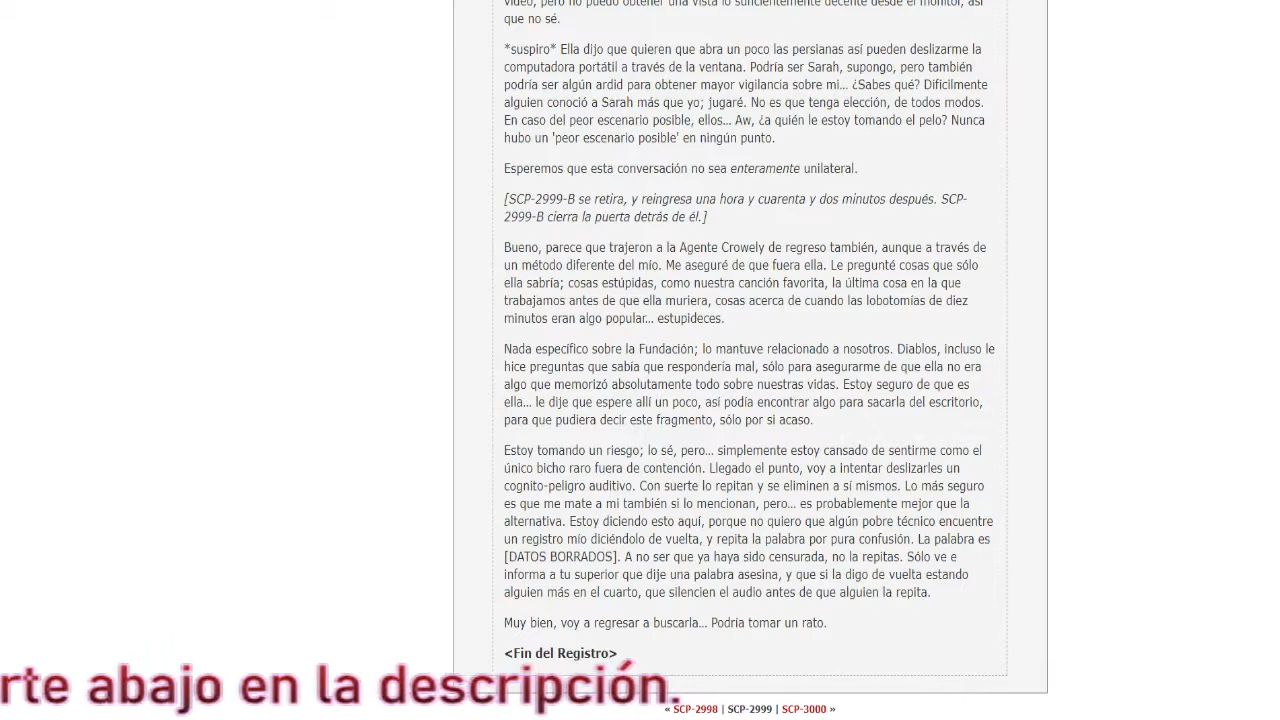 video, pero no puedo obtener una vista lo suficientemente decente desde el monitor, así
que no sé.
*suspiro* Ella dijo que quieren que abra un poco las persianas así pueden deslizarme la
computadora portátil a través de la ventana. Podría ser Sarah, supongo, pero también
podría ser algún ardid para obtener mayor vigilancia sobre mi... ¿Sabes qué? Difícilmente
alguien conoció a Sarah más que yo; jugaré. No es que tenga elección, de todos modos.
En caso del peor escenario posible, ellos... Aw, ¿a quién le estoy tomando el pelo? Nunca
hubo un 'peor escenario posible' en ningún punto.
Esperemos que esta conversación no sea enteramente unilateral.
[SCP-2999-B se retira, y reingresa una hora y cuarenta y dos minutos después. SCP-
2999-B cierra la puerta detrás de él.]
Bueno, parece que trajeron a la Agente Crowely de regreso también, aunque a través de
un método diferente del mío. Me aseguré de que fuera ella. Le pregunté cosas que sólo
ella sabría; cosas estúpidas, como nuestra canción favorita, la última cosa en la que
trabajamos antes de que ella muriera, cosas acerca de cuando las lobotomías de diez
minutos eran algo popular... estupideces.
Nada específico sobre la Fundación; lo mantuve relacionado a nosotros. Diablos, incluso le
hice preguntas que sabía que respondería mal, sólo para asegurarme de que ella no era
algo que memorizó absolutamente todo sobre nuestras vidas. Estoy seguro de que es
ella... le dije que espere allí un poco, así podía encontrar algo para sacarla del escritorio,
para que pudiera decir este fragmento, sólo por si acaso.
Estoy tomando un riesgo; lo sé, pero... simplemente estoy cansado de sentirme como el
único bicho raro fuera de contención. Llegado el punto, voy a intentar deslizarles un
cognito-peligro auditivo. Con suerte lo repitan y se eliminen a sí mismos. Lo más seguro
es que me mate a mi también si lo mencionan, pero... es probablemente mejor que la
alternativa. Estoy diciendo esto aquí, porque no quiero que algún pobre técnico encuentre
un registro mío diciéndolo de vuelta, y repita la palabra por pura confusión. La palabra es
[DATOS BORRADOS]. A no ser que ya haya sido censurada, no la repitas. Sólo ve e
informa a tu superior que dije una palabra asesina, y que si la digo de vuelta estando
alguien más en el cuarto, que silencien el audio antes de que alguien la repita.
Muy bien, voy a regresar a buscarla... Podría tomar un rato.
<Fin del Registro>
rte abajo en la descripción.
« SCP-2998 | SCP-2999 | SCP-3000 »